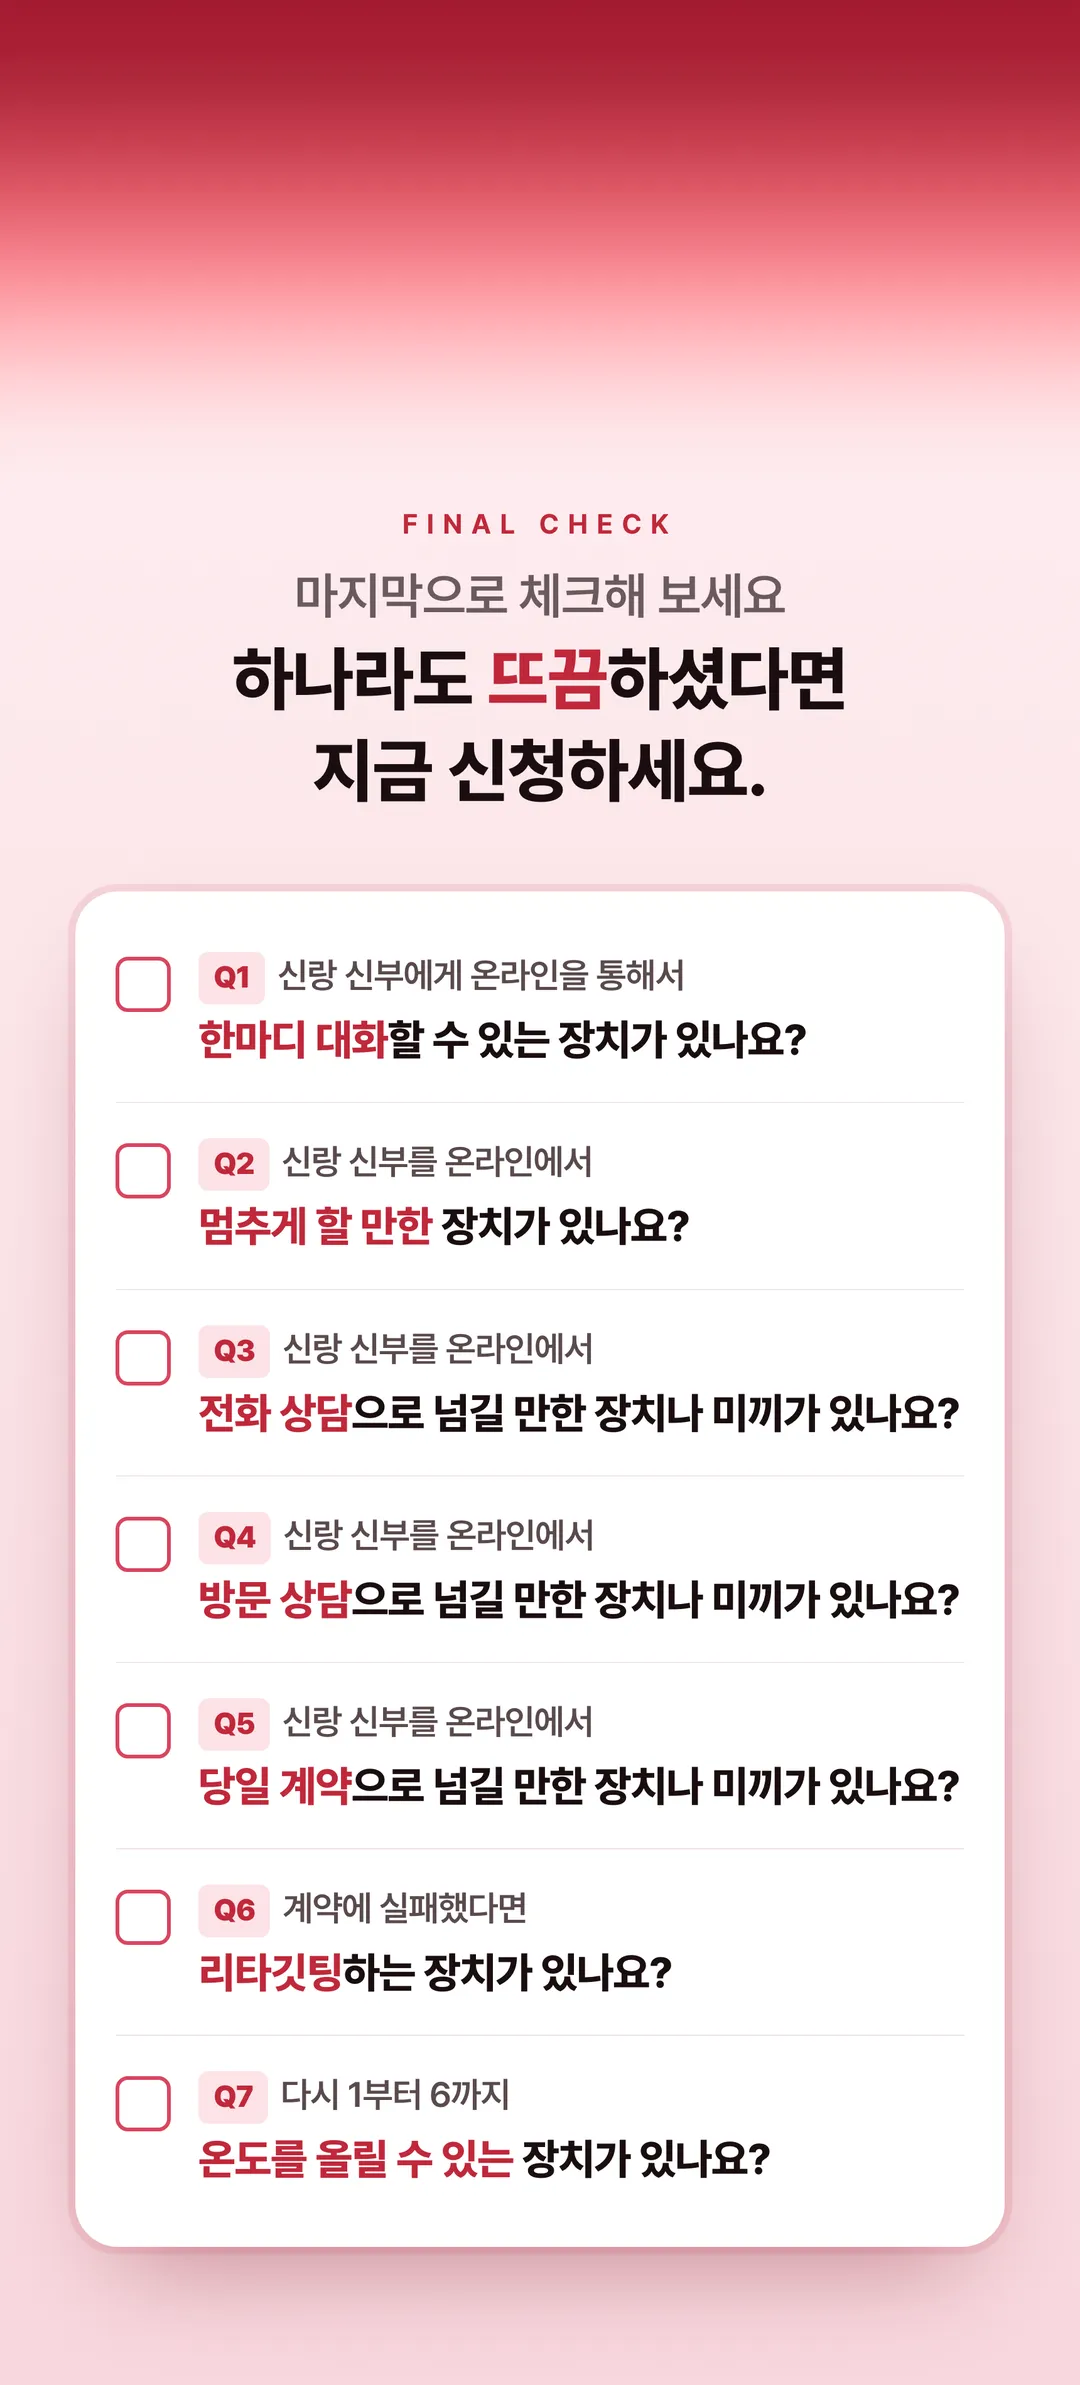 FINAL CHECK
마지막으로 체크해 보세요
하나라도 뜨끔하셨다면
지금 신청하세요.
Q1 신랑 신부에게 온라인을 통해서
한마디 대화할 수 있는 장치가 있나요?
Q2 신랑 신부를 온라인에서
멈추게 할 만한 장치가 있나요?
Q3 신랑 신부를 온라인에서
전화 상담으로 넘길 만한 장치나 미끼가 있나요?
Q4 신랑 신부를 온라인에서
방문 상담으로 넘길 만한 장치나 미끼가 있나요?
Q5 신랑 신부를 온라인에서
당일 계약으로 넘길 만한 장치나 미끼가 있나요?
Q6 계약에 실패했다면
리타깃팅하는 장치가 있나요?
Q7 다시 1부터 6까지
온도를 올릴 수 있는 장치가 있나요?